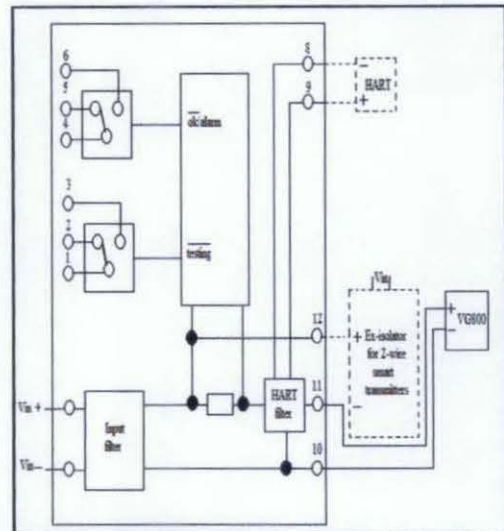 6
5
4
3
2
1
ok/alarm
testing
8
9
−
HART
+
12
11
10
Vin
+
Ex-isolator
for 2-wire
smart
transmitters
−
+
−
VG800
HART
filter
Vin +
Vin−
Input
filter